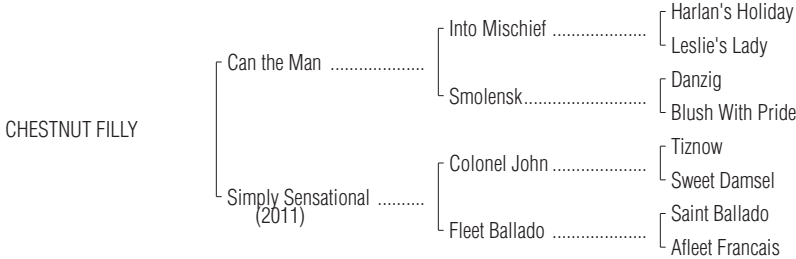 Harlan's Holiday
Into Mischief ....................
Leslie's Lady
Can the Man ....................
Danzig
Smolensk..........................
Blush With Pride
CHESTNUT FILLY
Tiznow
Colonel John ....................
Sweet Damsel
Simply Sensational ..........
(2011)
Saint Ballado
Fleet Ballado ....................
Afleet Francais